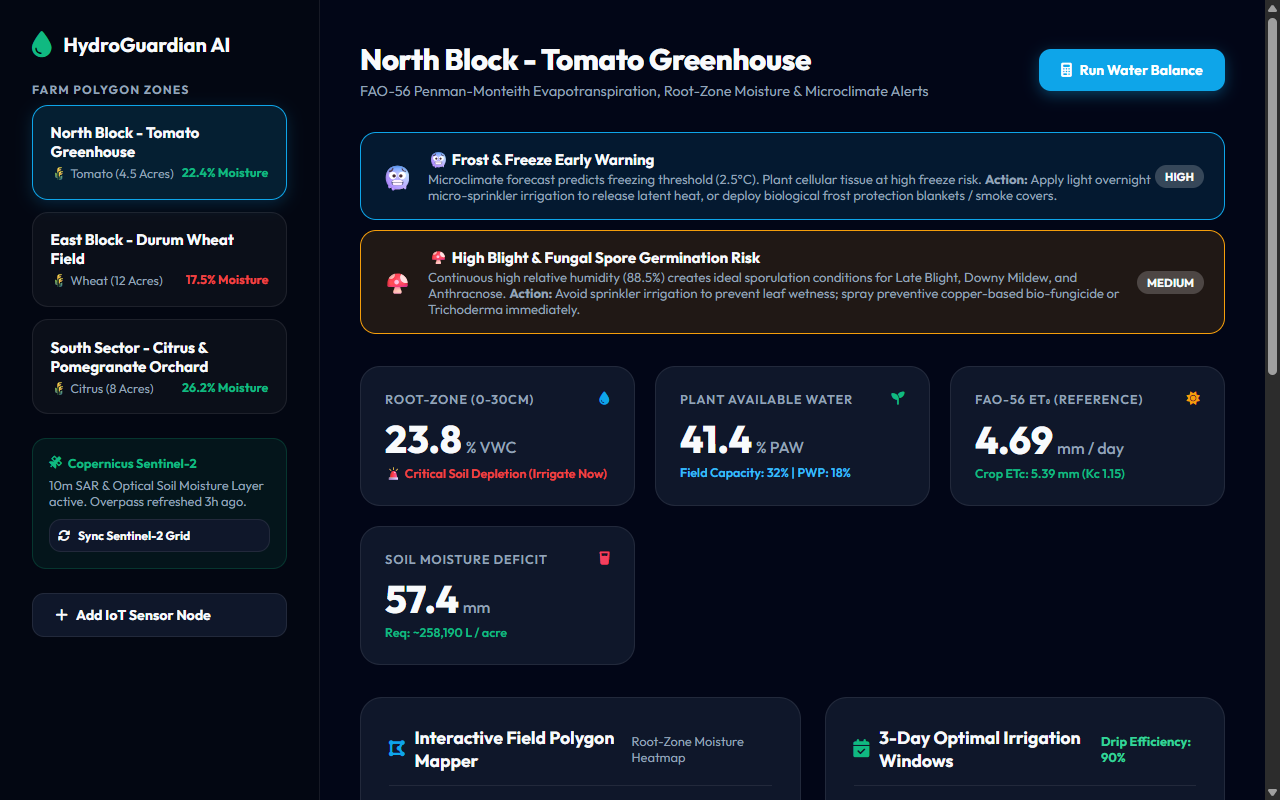 HydroGuardian AI
FARM POLYGON ZONES
North Block - Tomato
Greenhouse
Tomato (4.5 Acres) 22.4% Moisture
East Block - Durum Wheat
Field
Wheat (12 Acres) 17.5% Moisture
South Sector - Citrus &
Pomegranate Orchard
Citrus (8 Acres) 26.2% Moisture
Copernicus Sentinel-2
10m SAR & Optical Soil Moisture Layer
active. Overpass refreshed 3h ago.
Sync Sentinel-2 Grid
Add IoT Sensor Node
North Block - Tomato Greenhouse
FAO-56 Penman-Monteith Evapotranspiration, Root-Zone Moisture & Microclimate Alerts
Run Water Balance
Frost & Freeze Early Warning
Microclimate forecast predicts freezing threshold (2.5°C). Plant cellular tissue at high freeze risk. Action: Apply light overnight
micro-sprinkler irrigation to release latent heat, or deploy biological frost protection blankets / smoke covers.
HIGH
High Blight & Fungal Spore Germination Risk
Continuous high relative humidity (88.5%) creates ideal sporulation conditions for Late Blight, Downy Mildew, and
Anthracnose. Action: Avoid sprinkler irrigation to prevent leaf wetness; spray preventive copper-based bio-fungicide or
Trichoderma immediately.
MEDIUM
ROOT-ZONE (0-30CM)
23.8 % VWC
Critical Soil Depletion (Irrigate Now)
PLANT AVAILABLE WATER
41.4 % PAW
Field Capacity: 32% | PWP: 18%
FAO-56 ET₀ (REFERENCE)
4.69 mm / day
Crop ETc: 5.39 mm (Kc 1.15)
SOIL MOISTURE DEFICIT
57.4 mm
Req: ~258,190 L / acre
Interactive Field Polygon
Mapper
Root-Zone Moisture
Heatmap
3-Day Optimal Irrigation
Windows
Drip Efficiency:
90%